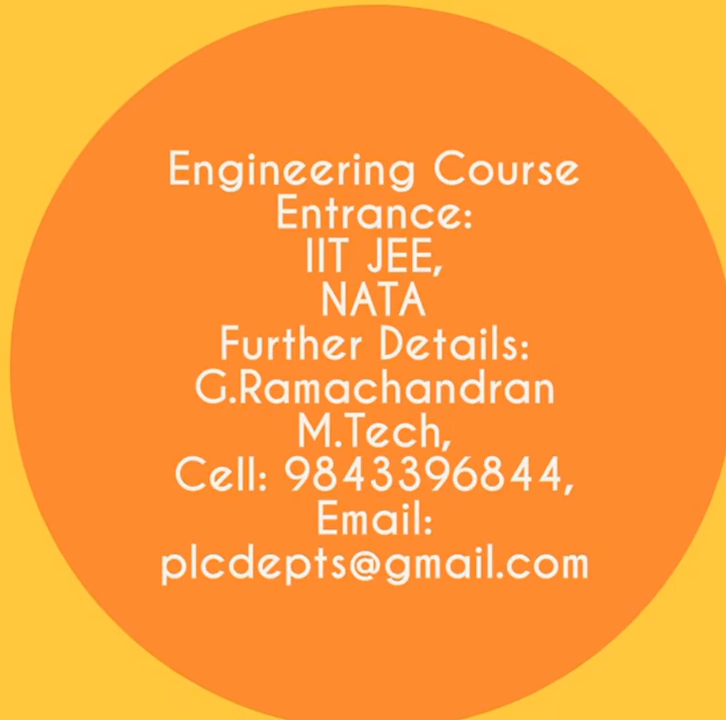 Engineering Course
Entrance:
IIT JEE,
NATA
Further Details:
G.Ramachandran
M.Tech,
Cell: 9843396844,
Email:
plcdepts@gmail.com